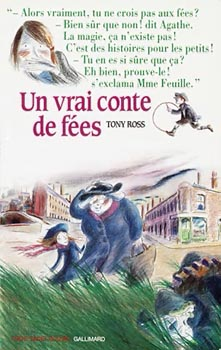 "– Alors vraiment, tu ne crois pas aux fées?
– Bien sûr que non! dit Agathe.
La magie, ça n'existe pas!
C'est des histoires pour les petits!
– Tu en es si sûre que ça?
Eh bien, prouve-le!
s'exclama Mme Feuille."
Un vrai conte
de fées
TONY ROSS
GALLIMARD